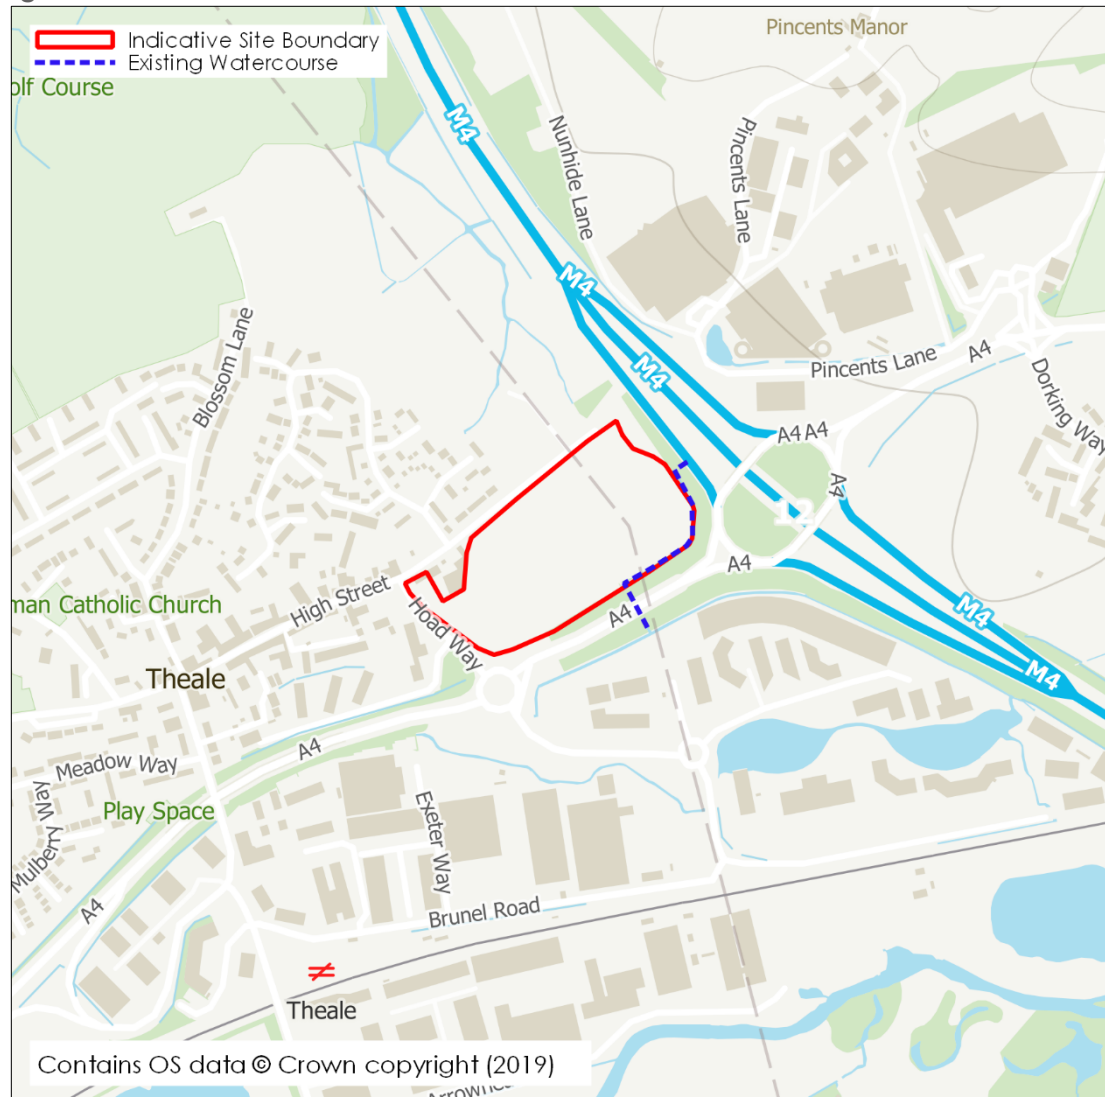 Indicative Site Boundary
Existing Watercourse
Pincents Manor
olf Course
M4
Nunhide Lane
Pincents Lane
M4
M4
Pincents Lane
A4
Blossom Lane
Dorking Way
A4 A4
A4
12
A4
High Street
man Catholic Church
Hoad Way
A4
M4
Theale
M4
A4
Meadow Way
Play Space
Mulberry Way
Exeter Way
A4
Brunel Road
Theale
Contains OS data © Crown copyright (2019)